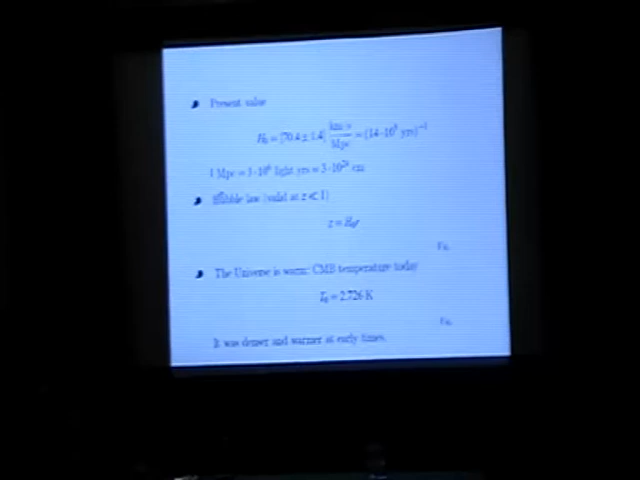 Present value
H₀ = [70.4 ± 1.4] km/s / Mpc = (14·10⁹ yrs)⁻¹
1 Mpc = 3·10⁶ light yrs = 3·10²⁴ cm
Hubble law (valid at z ≪ 1)
z = H₀r
The Universe is warm: CMB temperature today
T₀ = 2.726 K
It was denser and warmer at early times.